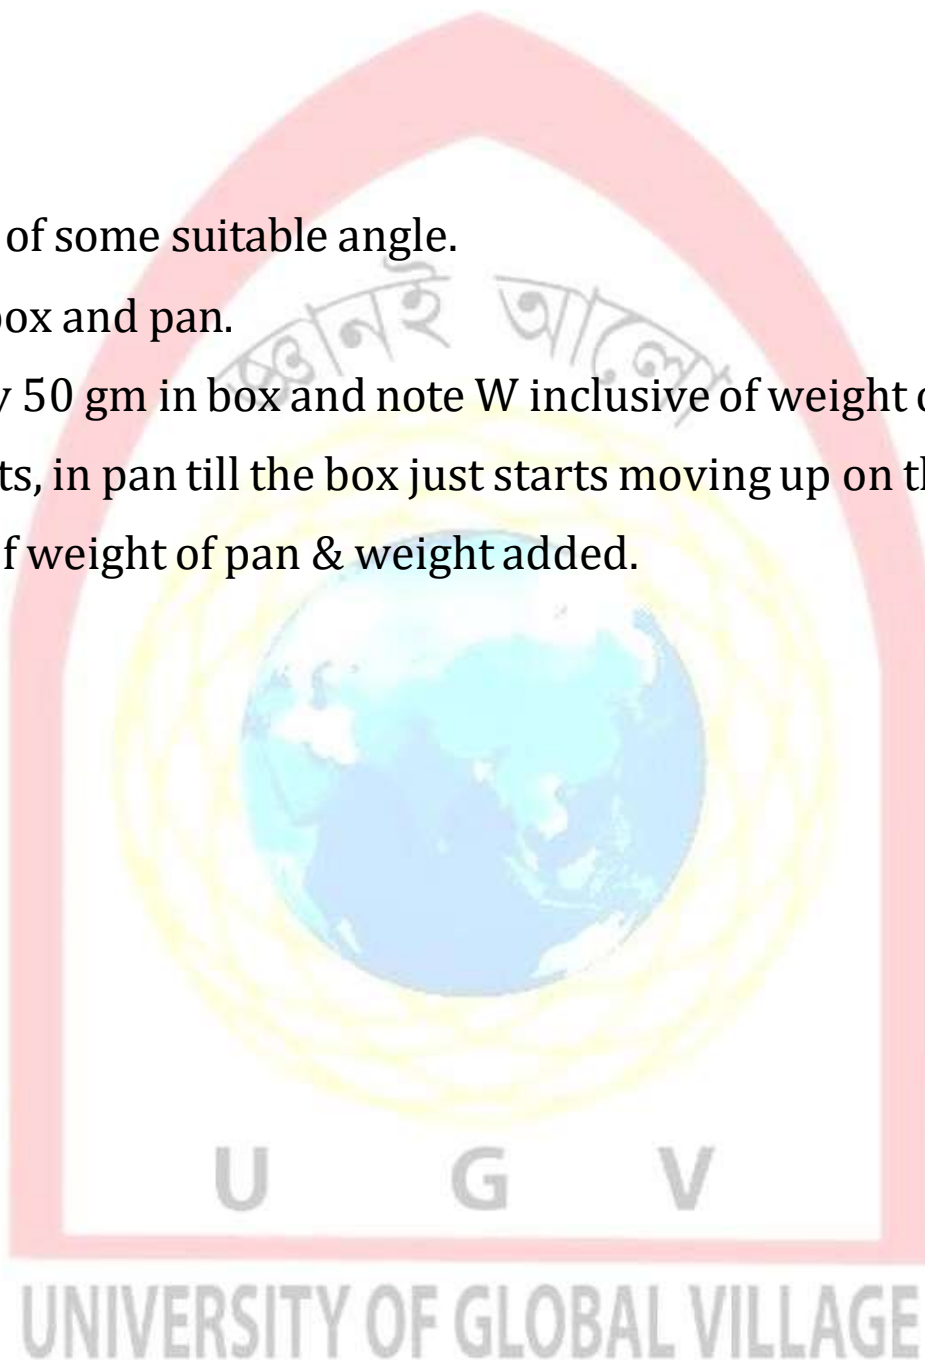 of some suitable angle.
ox and pan.
50 gm in box and note W inclusive of weight
ts, in pan till the box just starts moving up on
f weight of pan & weight added.
জ্ঞানই আলো
U G V
UNIVERSITY OF GLOBAL VILLAGE